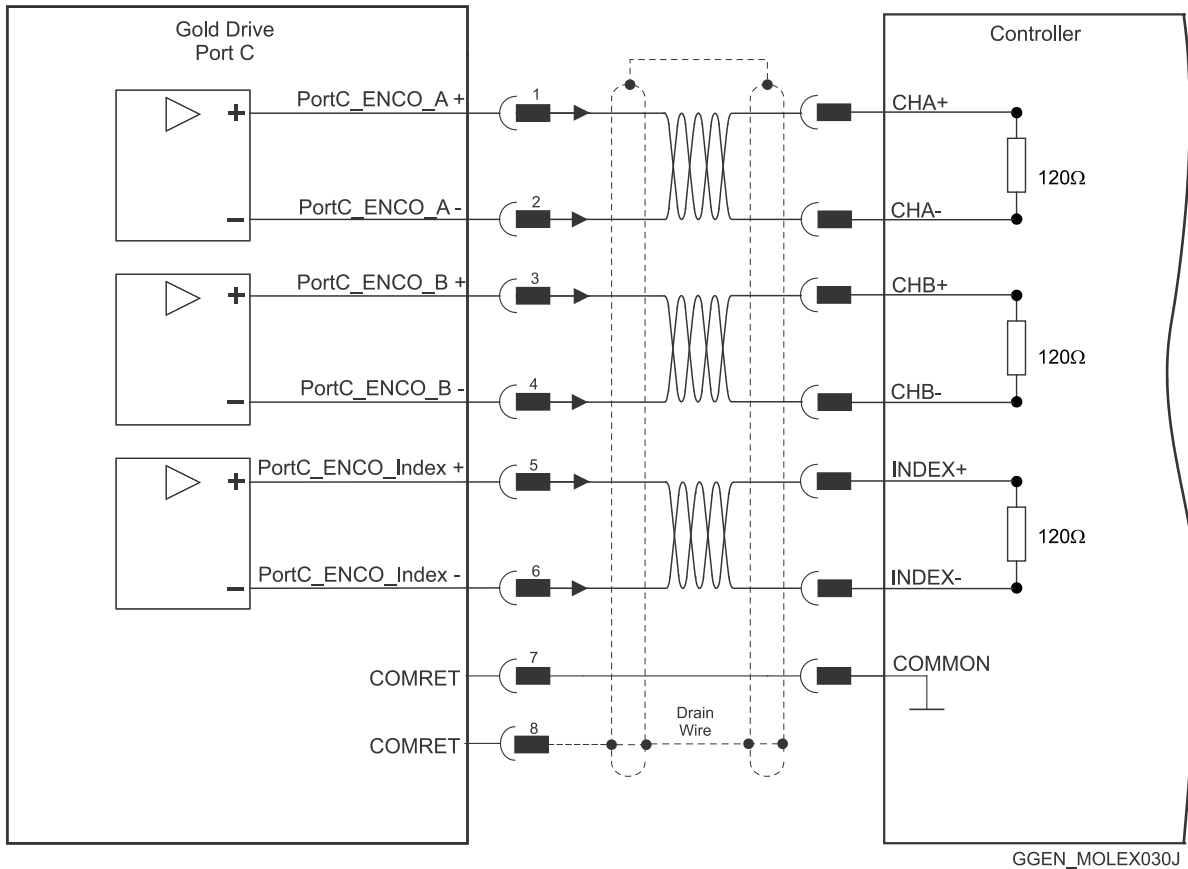 Gold Drive
Port C
Controller
PortC_ENCO_A +
1
CHA+
120Ω
PortC_ENCO_A -
2
CHA-
PortC_ENCO_B +
3
CHB+
120Ω
PortC_ENCO_B -
4
CHB-
PortC_ENCO_Index +
5
INDEX+
120Ω
PortC_ENCO_Index -
6
INDEX-
COMRET
7
COMMON
COMRET
8
Drain
Wire
GGEN_MOLEX030J